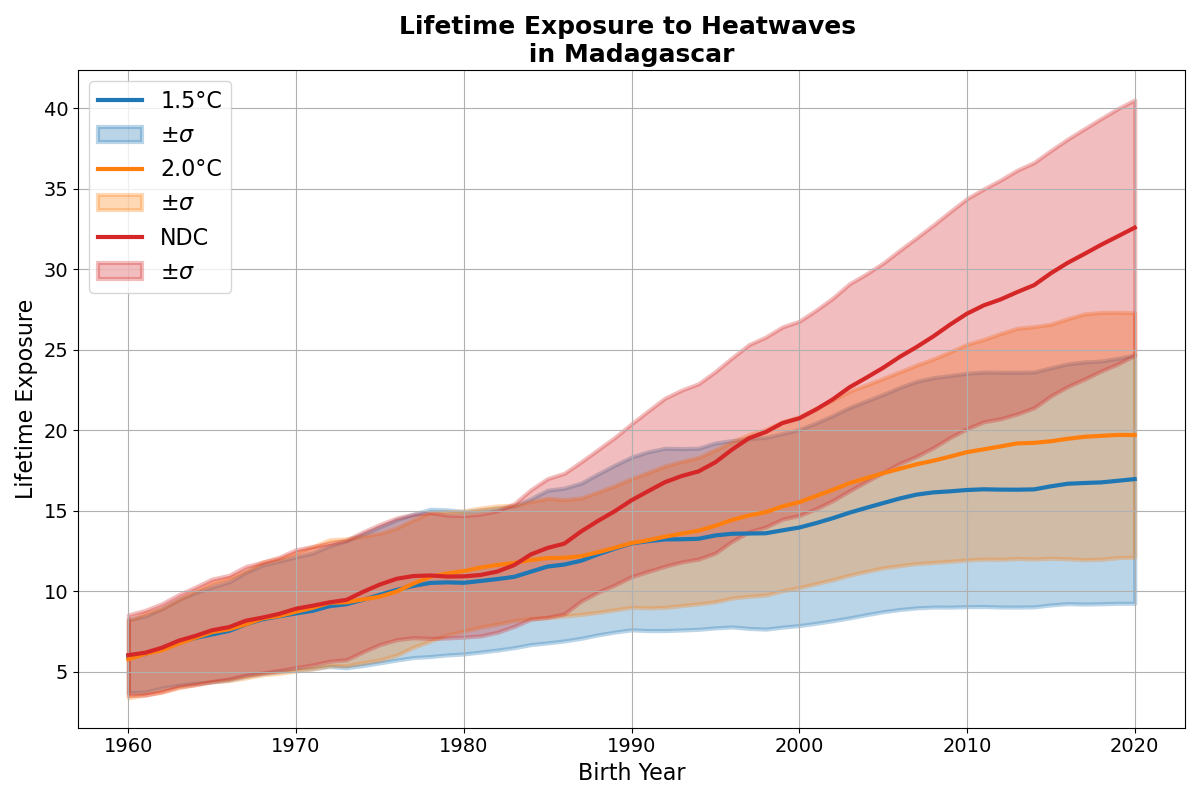 Lifetime Exposure to Heatwaves
in Madagascar
1.5°C
±σ
2.0°C
±σ
NDC
±σ
Lifetime Exposure
40
35
30
25
20
15
10
5
1960 1970 1980 1990 2000 2010 2020
Birth Year